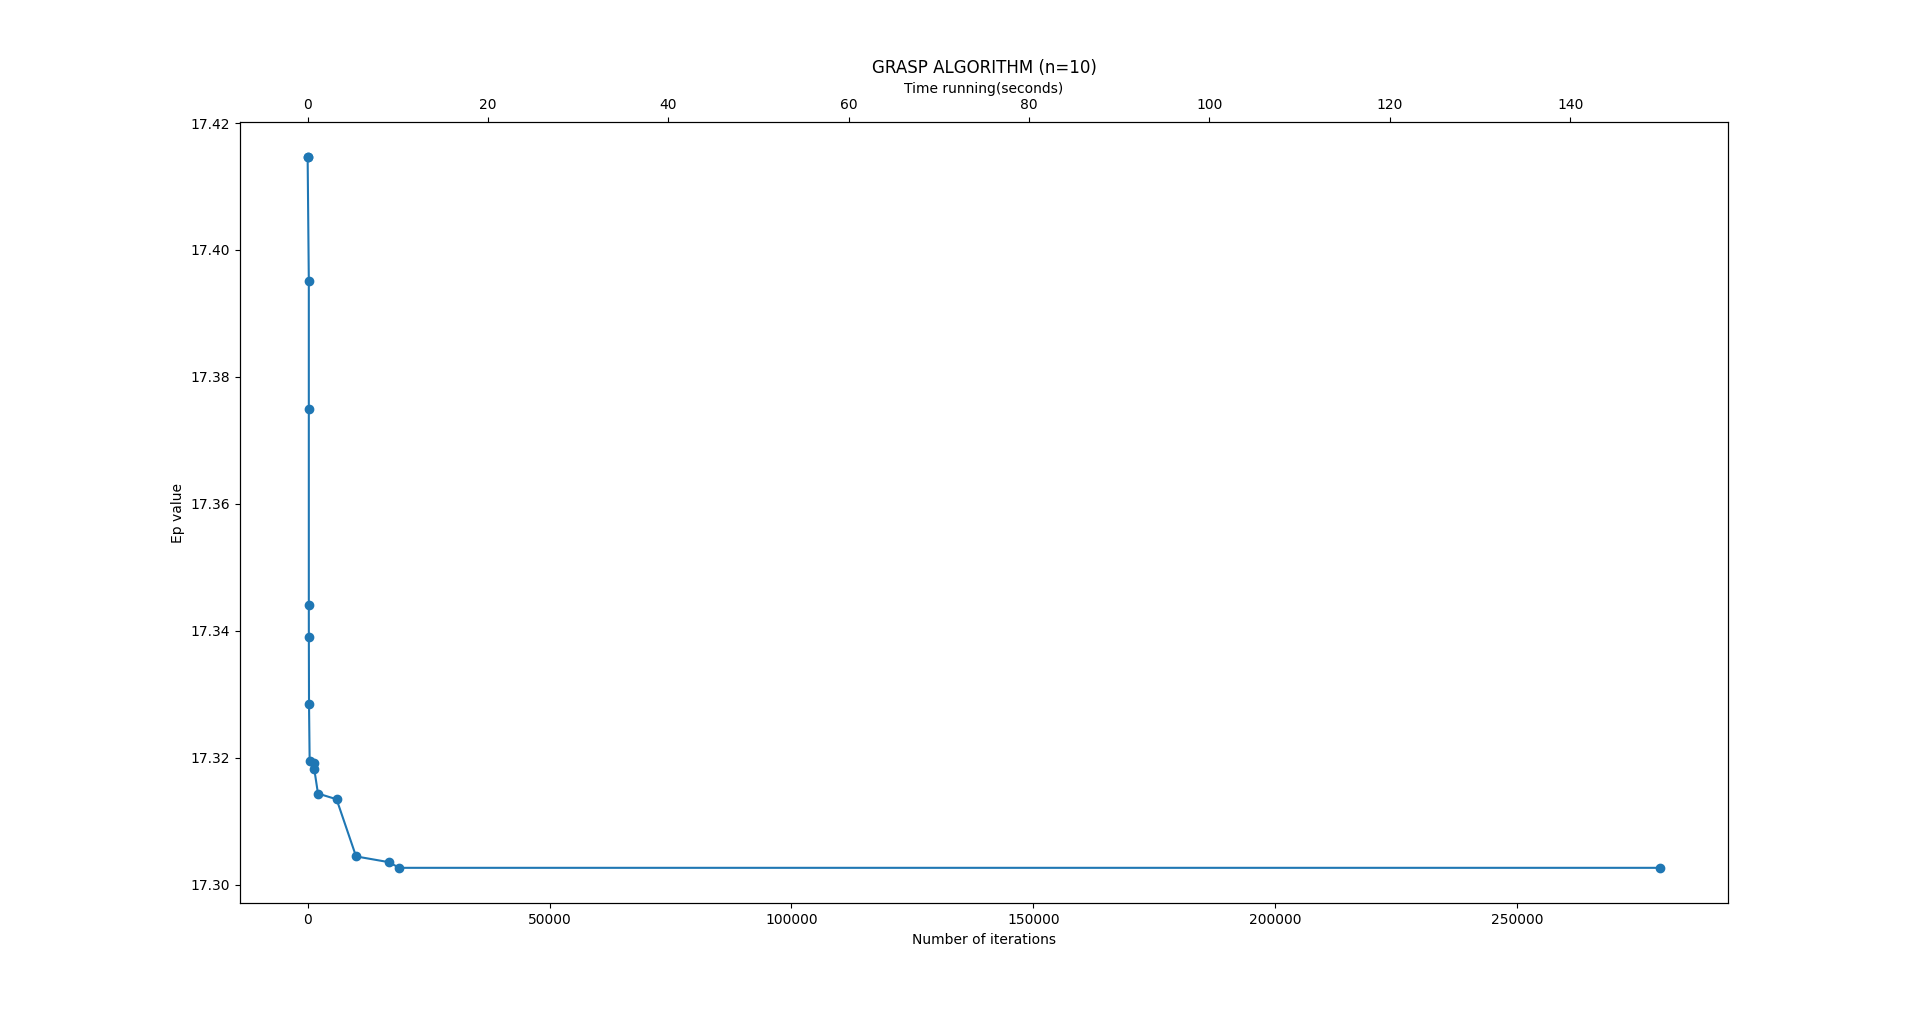 GRASP ALGORITHM (n=10)
Time running(seconds)
0 20 40 60 80 100 120 140
17.42
17.40
17.38
17.36
17.34
17.32
17.30
Ep value
0 50000 100000 150000 200000 250000
Number of iterations